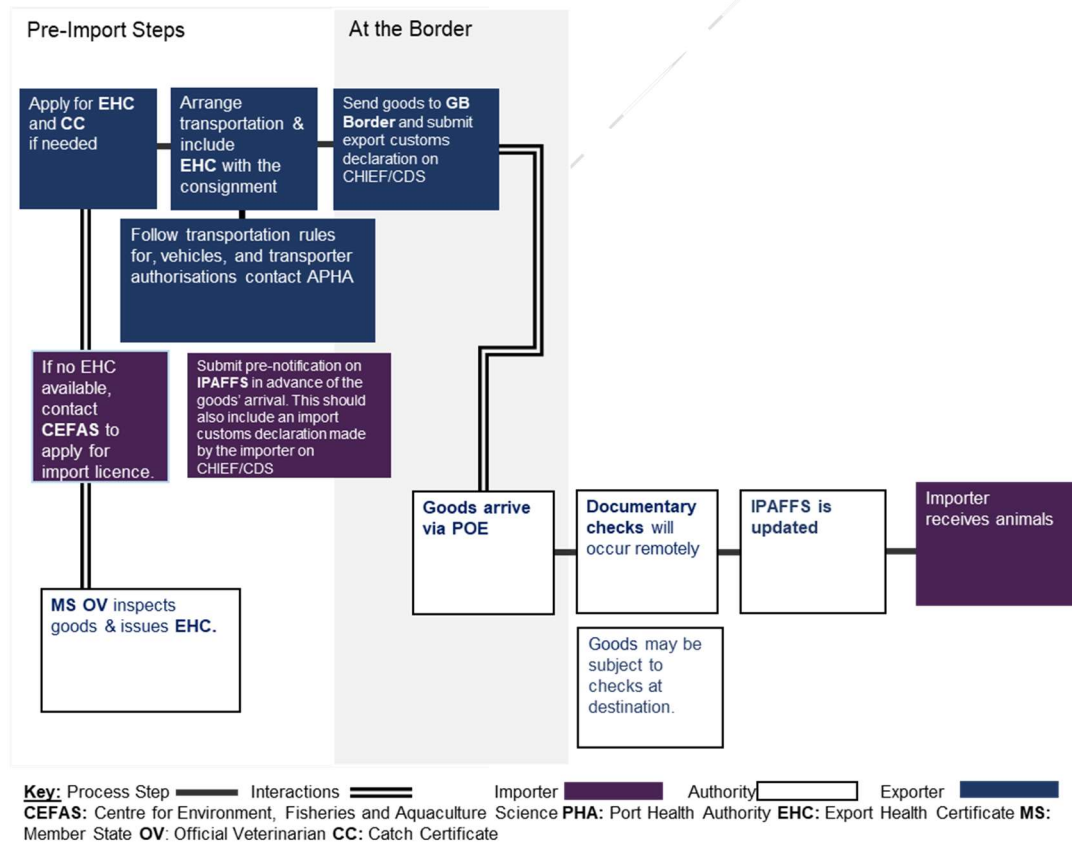 Pre-Import Steps
At the Border
Apply for EHC
and CC
if needed
Arrange
transportation &
include
EHC with the
consignment
Send goods to GB
Border and submit
export customs
declaration on
CHIEF/CDS
Follow transportation rules
for, vehicles, and transporter
authorisations contact APHA
If no EHC
available,
contact
CEFAS to
apply for
import licence.
Submit pre-notification on
IPAFFS in advance of the
goods' arrival. This should
also include an import
customs declaration made
by the importer on
CHIEF/CDS
Goods arrive
via POE
Documentary
checks will
occur remotely
IPAFFS is
updated
Importer
receives animals
MS OV inspects
goods & issues EHC.
Goods may be
subject to
checks at
destination.
Key: Process Step Interactions Importer Authority Exporter
CEFAS: Centre for Environment, Fisheries and Aquaculture Science PHA: Port Health Authority EHC: Export Health Certificate MS:
Member State OV: Official Veterinarian CC: Catch Certificate